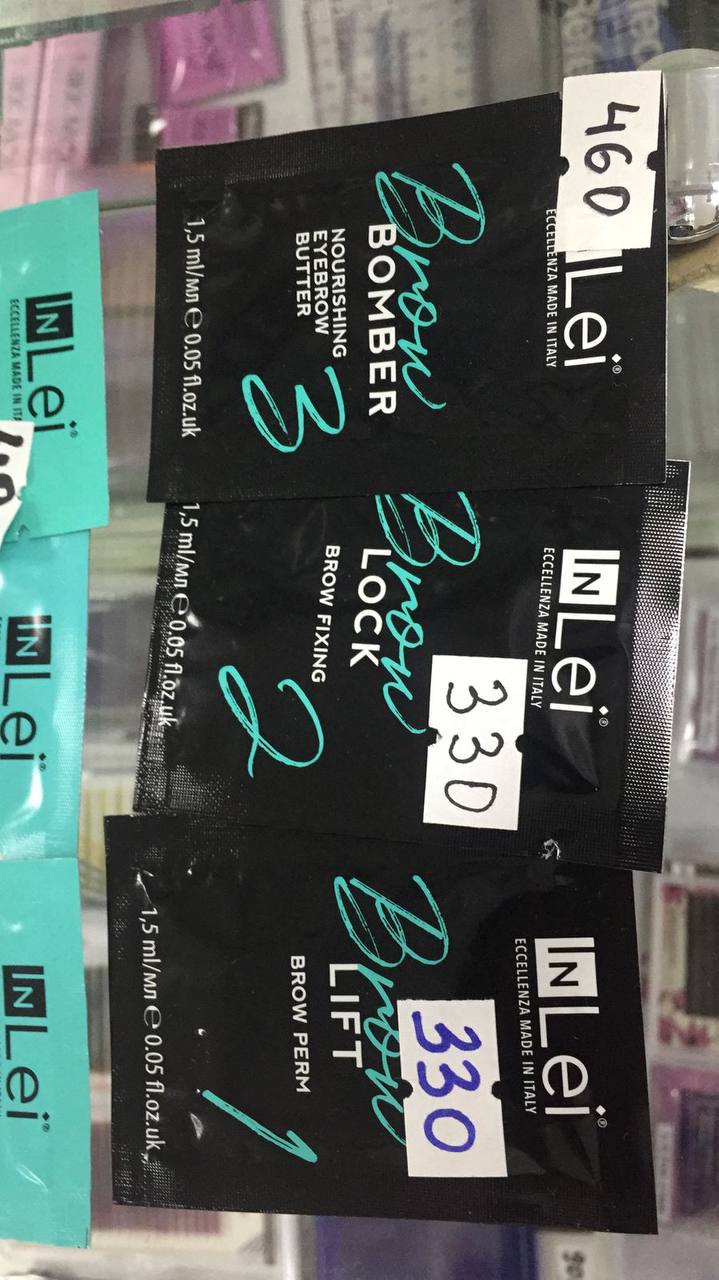 460
INLei®
ECCELLENZA MADE IN ITALY
Brow
BOMBER
NOURISHING
EYEBROW
BUTTER
3
1,5 ml/мл e 0.05 fl.oz.uk
INLei®
ECCELLENZA MADE IN ITALY
330
Brow
LOCK
BROW FIXING
2
1,5 ml/мл e 0.05 fl.oz.uk
INLei®
ECCELLENZA MADE IN ITALY
330
Brow
LIFT
BROW PERM
1
1,5 ml/мл e 0.05 fl.oz.uk
INLei®
ECCELLENZA MADE IN
INLei®
INLei®